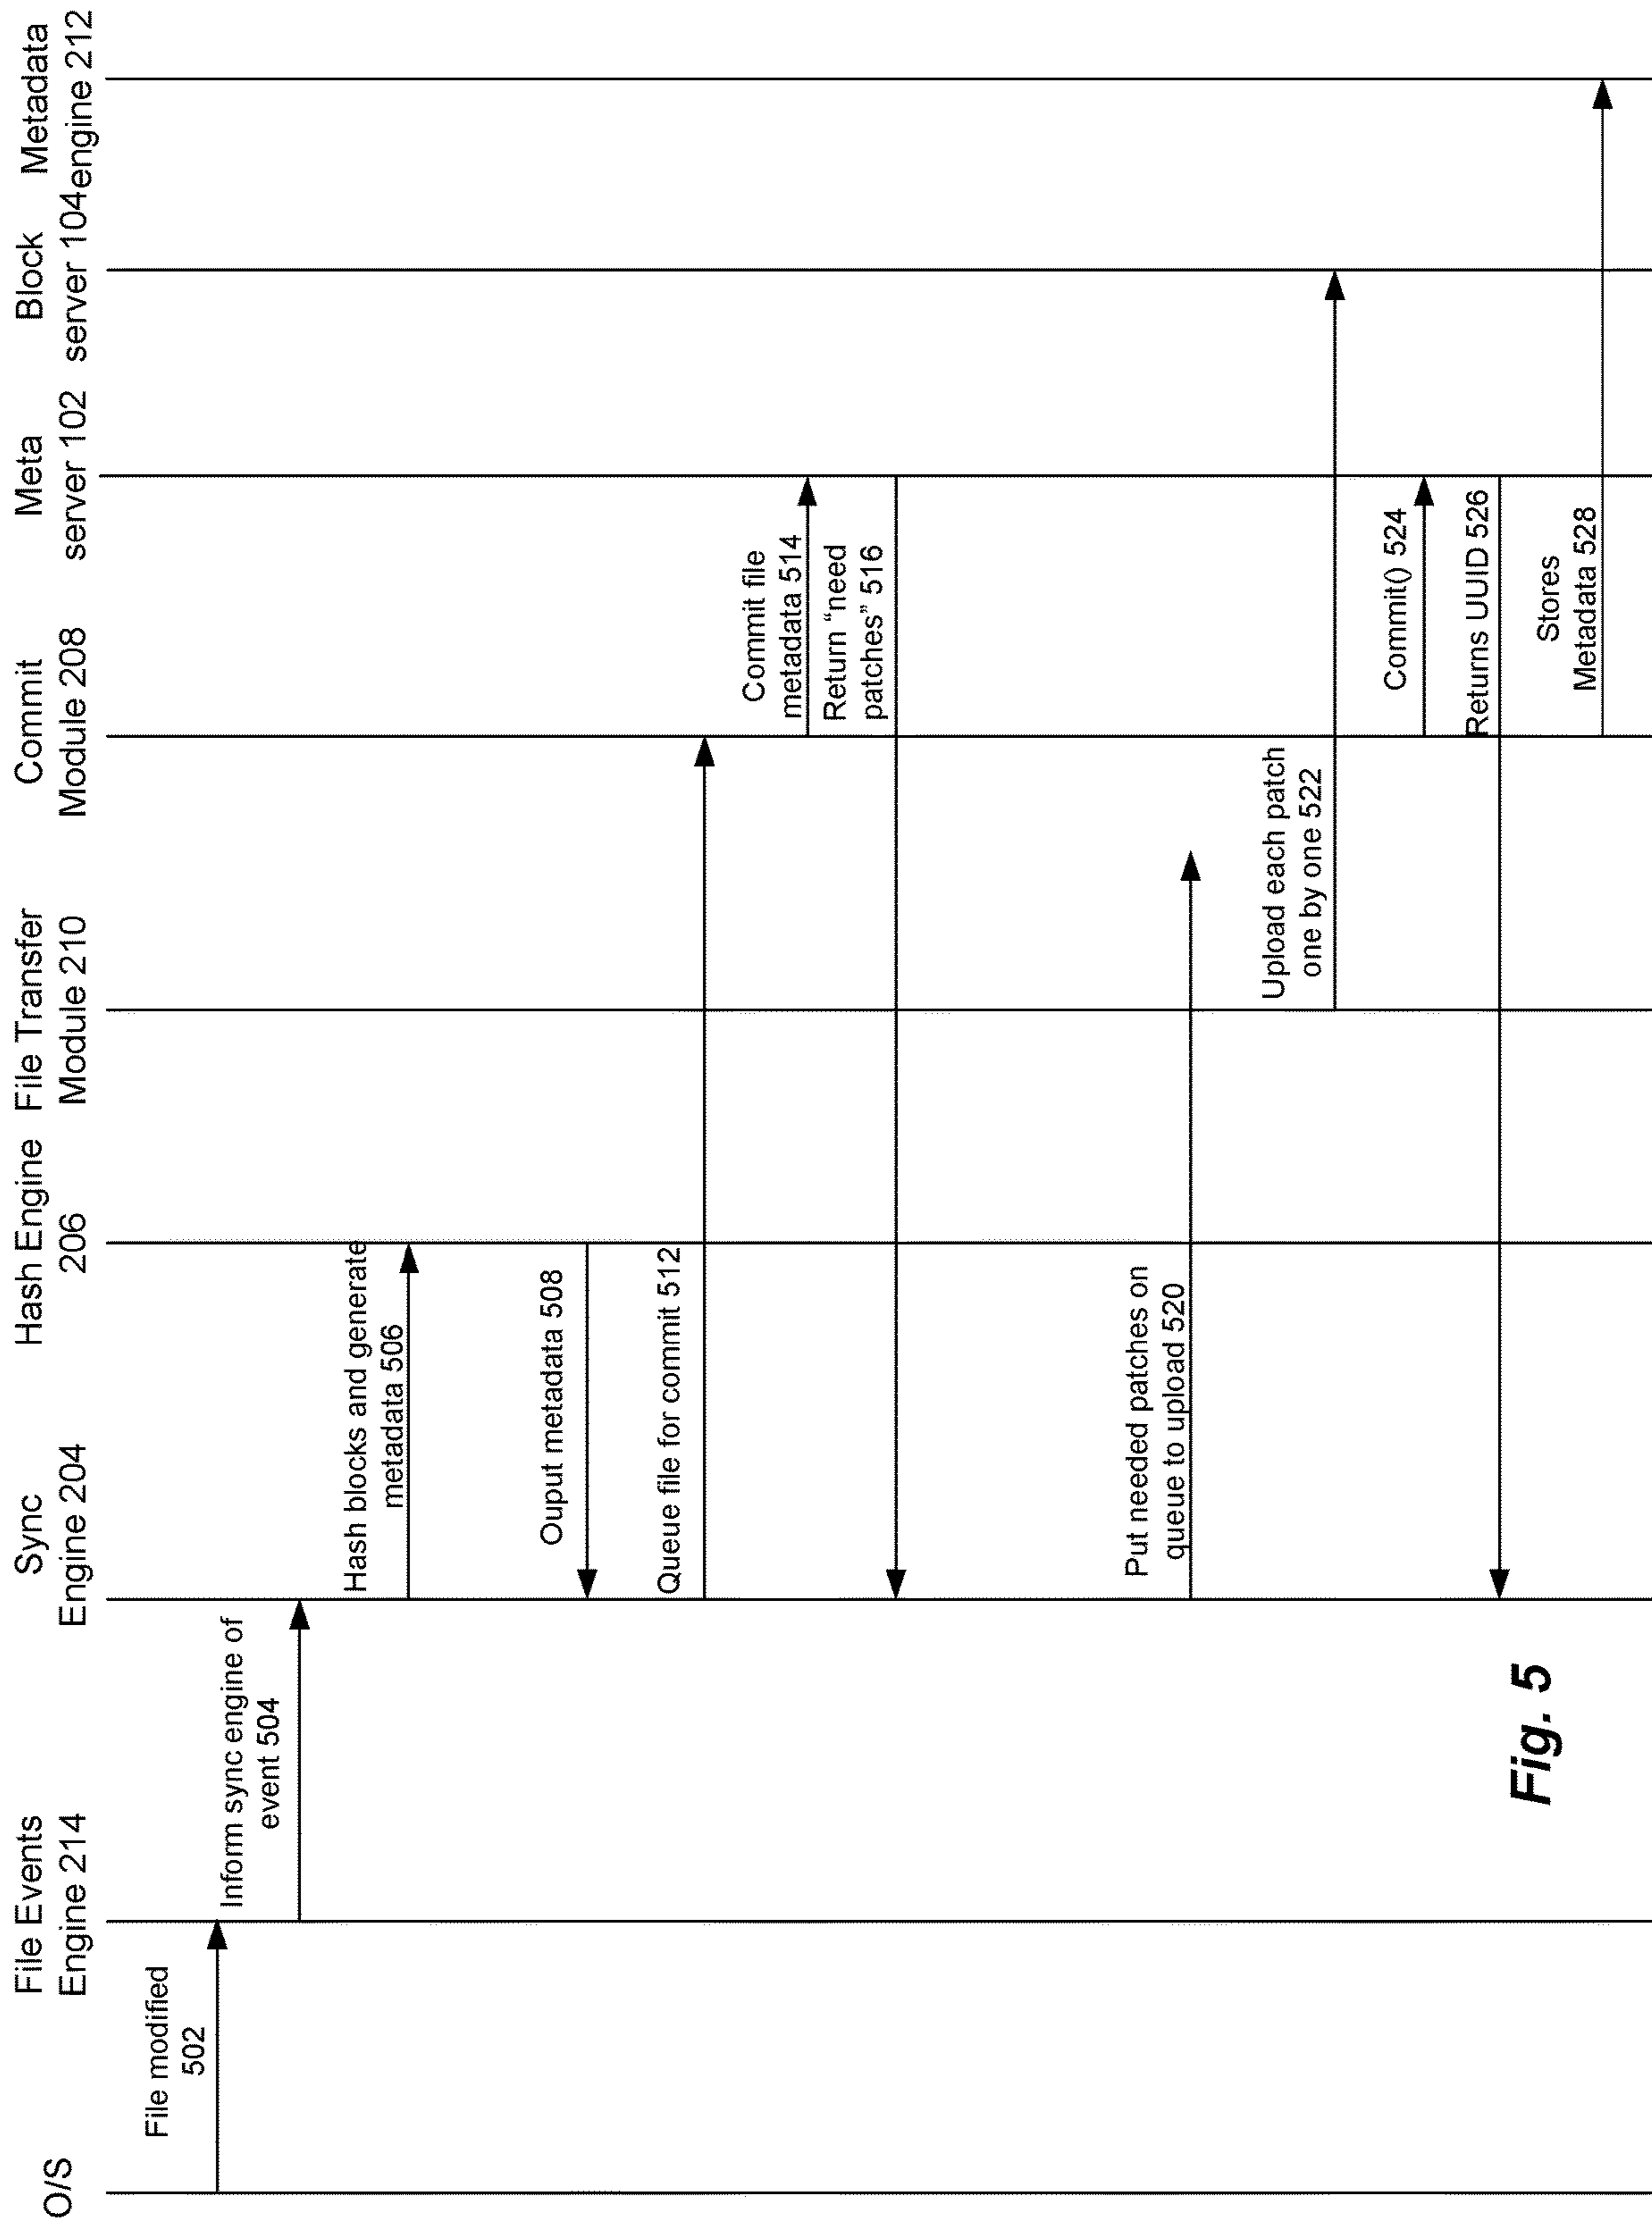 O/S
File Events
Engine 214
Sync
Engine 204
Hash Engine
206
File Transfer
Module 210
Commit
Module 208
Meta
server 102
Block
server 104
Metadata
engine 212
File modified
502
Inform sync engine of
event 504
Hash blocks and generate
metadata 506
Ouput metadata 508
Queue file for commit 512
Commit file
metadata 514
Return “need
patches” 516
Put needed patches on
queue to upload 520
Upload each patch
one by one 522
Commit() 524
Returns UUID 526
Stores
Metadata 528
Fig. 5